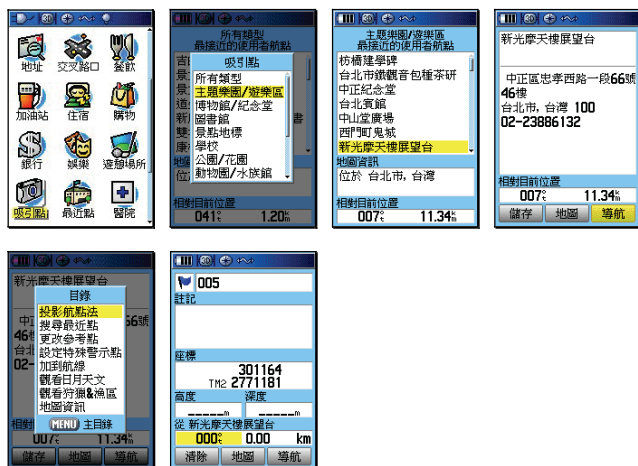 3D
地址 交叉路口 餐飲
加油站 住宿 購物
銀行 娛樂 遊憩場所
吸引點 最近點 醫院
3D
所有類型
最接近的使用者航點
吸引點
所有類型
主題樂園/遊樂區
博物館/紀念堂
圖書館
景點地標
學校
公園/花園
動物園/水族館
相對目前位置
041° 1.20
3D
主題樂園/遊樂區
最接近的使用者航點
枋橋建學碑
台北市鐵觀音包種茶研
中正紀念堂
台北賓館
中山堂廣場
西門町鬼城
新光摩天樓展望台
地圖資訊
位於 台北市, 台灣
相對目前位置
007° 11.34
3D
新光摩天樓展望台
中正區忠孝西路一段66號
46樓
台北市, 台灣 100
02-23886132
相對目前位置
007° 11.34
儲存 地圖 導航
3D
新光摩天樓展望台
目錄
投影航點法
搜尋最近點
更改參考點
設定特殊警示點
加到航線
觀看日月天文
觀看狩獵&漁區
地圖資訊
MENU 主目錄
007° 11.34
儲存 地圖 導航
3D
005
註記
座標
301164
TM2 2771181
高度 深度
_____m _____m
從 新光摩天樓展望台
000° 0.00 km
清除 地圖 導航